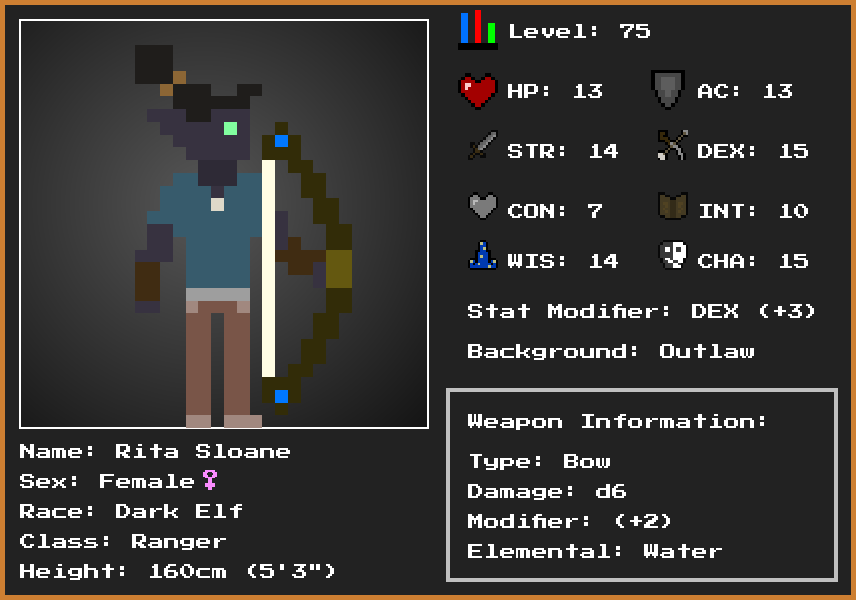 Level: 75
HP: 13 AC: 13
STR: 14 DEX: 15
CON: 7 INT: 10
WIS: 14 CHA: 15
Stat Modifier: DEX (+3)
Background: Outlaw
Weapon Information:
Type: Bow
Damage: d6
Modifier: (+2)
Elemental: Water
Name: Rita Sloane
Sex: Female♀
Race: Dark Elf
Class: Ranger
Height: 160cm (5'3")